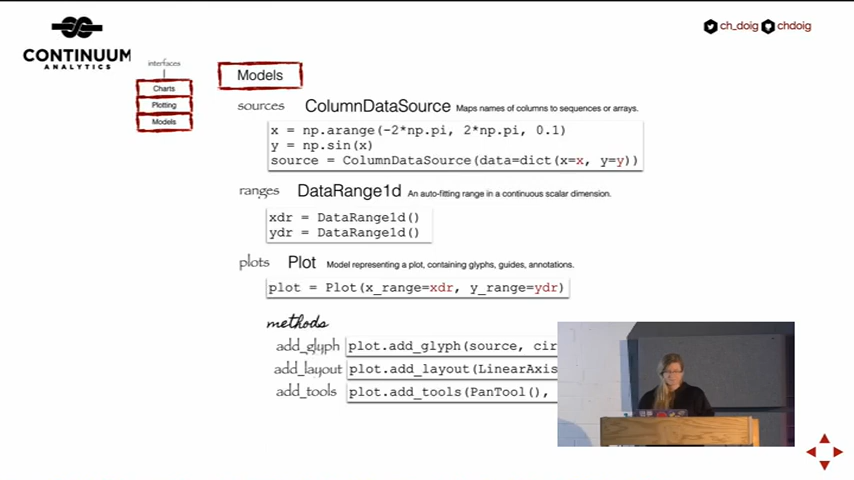 CONTINUUM
ANALYTICS
ch_doig chdoig
interfaces
Charts
Plotting
Models
Models
sources ColumnDataSource Maps names of columns to sequences or arrays.
x = np.arange(-2*np.pi, 2*np.pi, 0.1)
y = np.sin(x)
source = ColumnDataSource(data=dict(x=x, y=y))
ranges DataRange1d An auto-fitting range in a continuous scalar dimension.
xdr = DataRange1d()
ydr = DataRange1d()
plots Plot Model representing a plot, containing glyphs, guides, annotations.
plot = Plot(x_range=xdr, y_range=ydr)
methods
add_glyph plot.add_glyph(source, cir
add_layout plot.add_layout(LinearAxis
add_tools plot.add_tools(PanTool(),